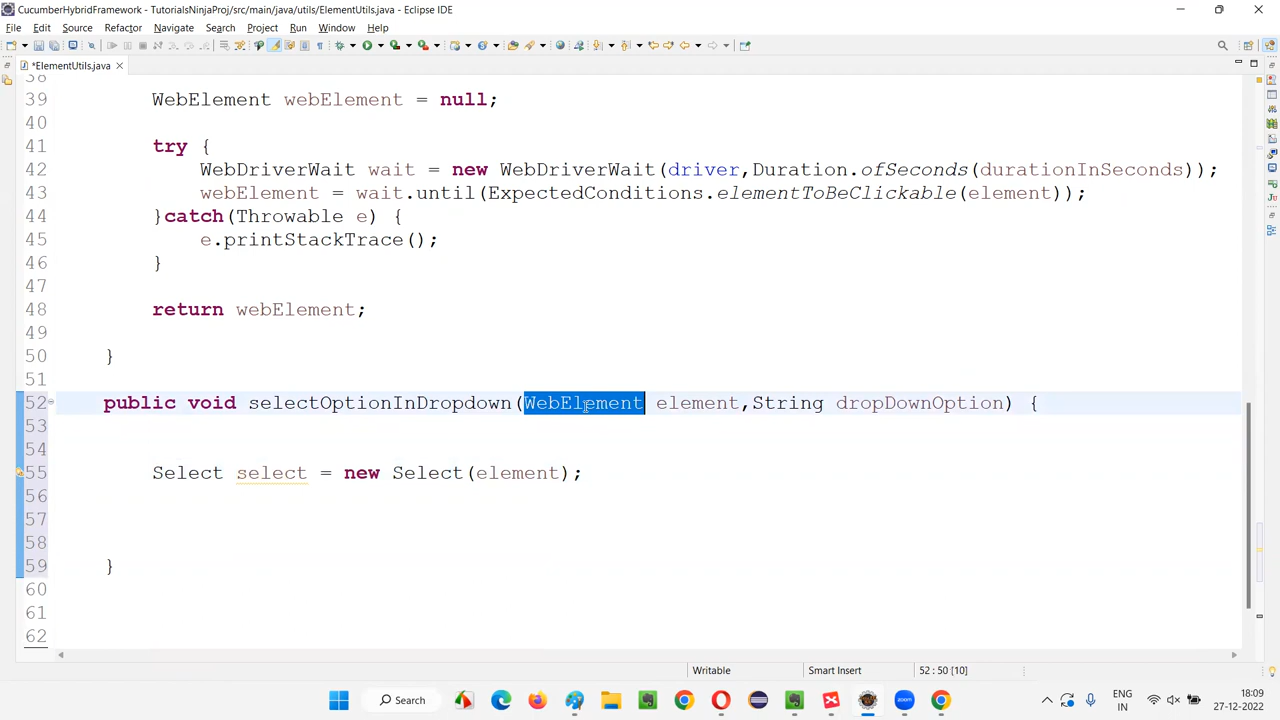 CucumberHybridFramework - TutorialsNinjaProj/src/main/java/utils/ElementUtils.java - Eclipse IDE
File Edit Source Refactor Navigate Search Project Run Window Help
*ElementUtils.java
38
39 WebElement webElement = null;
40
41 try {
42 WebDriverWait wait = new WebDriverWait(driver,Duration.ofSeconds(durationInSeconds));
43 webElement = wait.until(ExpectedConditions.elementToBeClickable(element));
44 }catch(Throwable e) {
45 e.printStackTrace();
46 }
47
48 return webElement;
49
50 }
51
52 public void selectOptionInDropdown(WebElement element,String dropDownOption) {
53
54
55 Select select = new Select(element);
56
57
58
59 }
60
61
62
Writable Smart Insert 52 : 50 [10]
Search
ENG
IN
18:09
27-12-2022